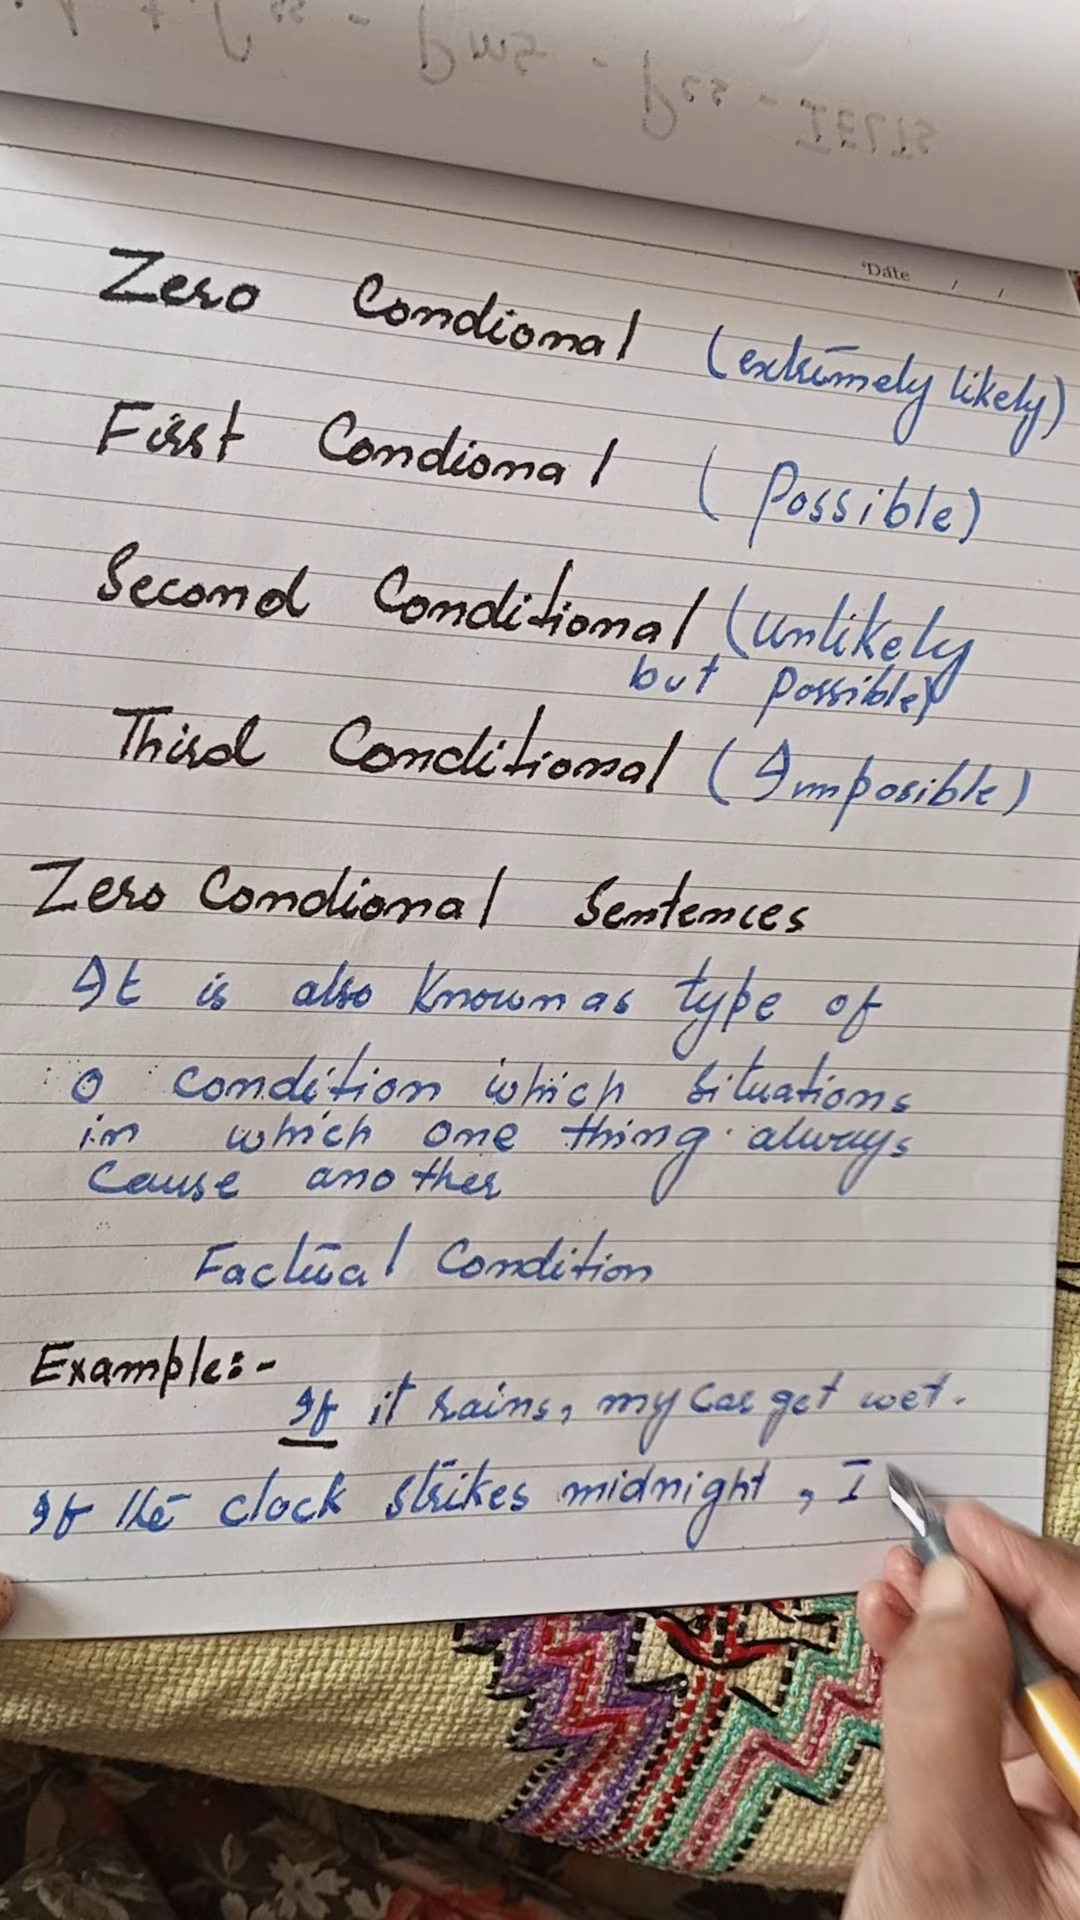 Date / /
Zero Condional (extremely likely)
First Condional (Possible)
Second Conditional (unlikely
but possible)
Third Conditional (Imposible)
Zero Condional Sentences
It is also known as type of
0 condition which situations
in which one thing always
cause another
Factual Condition
Example:-
If it rains, my car get wet.
If the clock strikes midnight, I